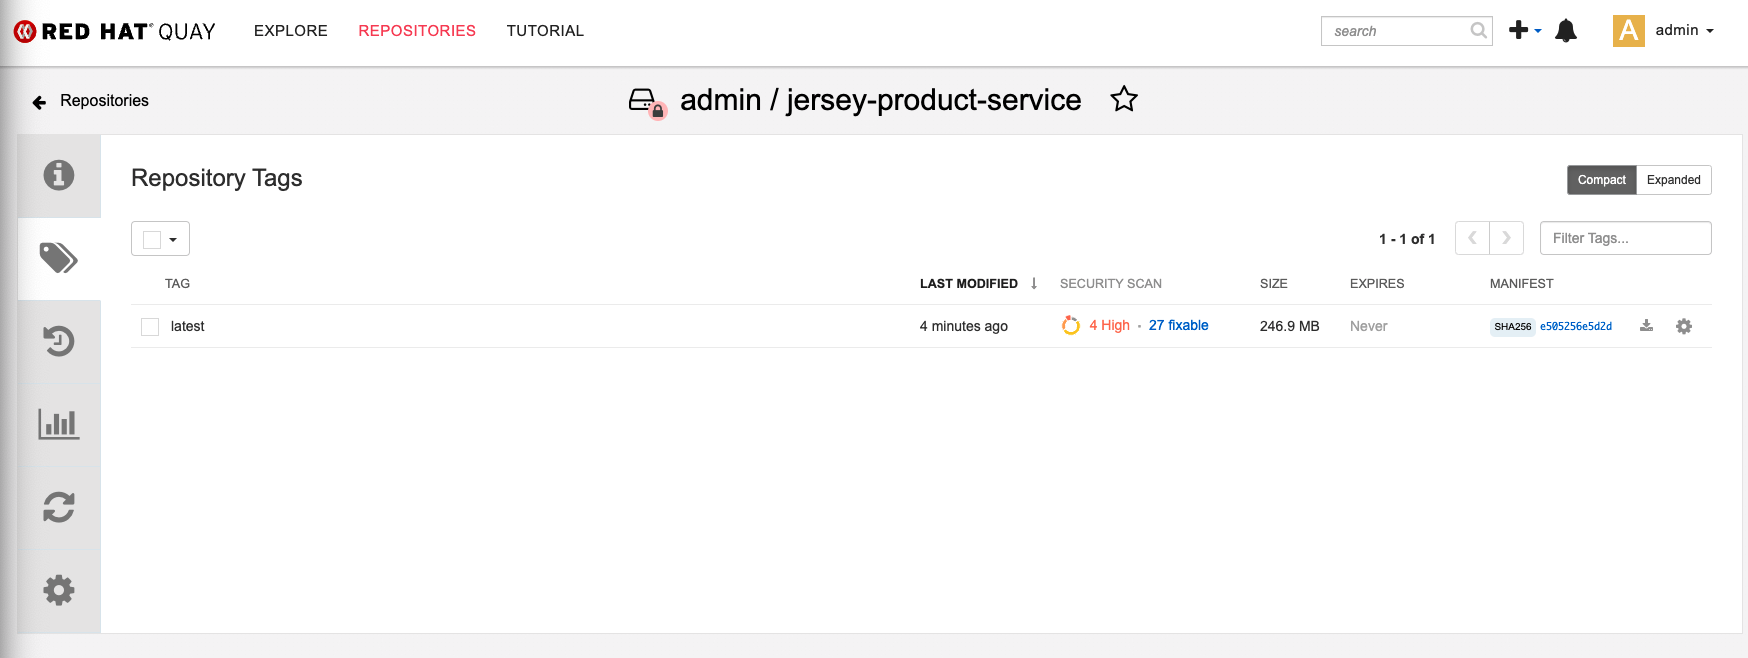 RED HAT® QUAY EXPLORE REPOSITORIES TUTORIAL search A admin
Repositories admin / jersey-product-service
Repository Tags Compact Expanded
1 - 1 of 1 Filter Tags...
TAG LAST MODIFIED ↓ SECURITY SCAN SIZE EXPIRES MANIFEST
latest 4 minutes ago 4 High · 27 fixable 246.9 MB Never SHA256 e505256e5d2d